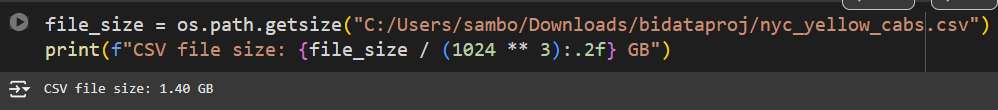 file_size = os.path.getsize("C:/Users/sambo/Downloads/bidataproj/nyc_yellow_cabs.csv")
print(f"CSV file size: {file_size / (1024 ** 3):.2f} GB")
CSV file size: 1.40 GB